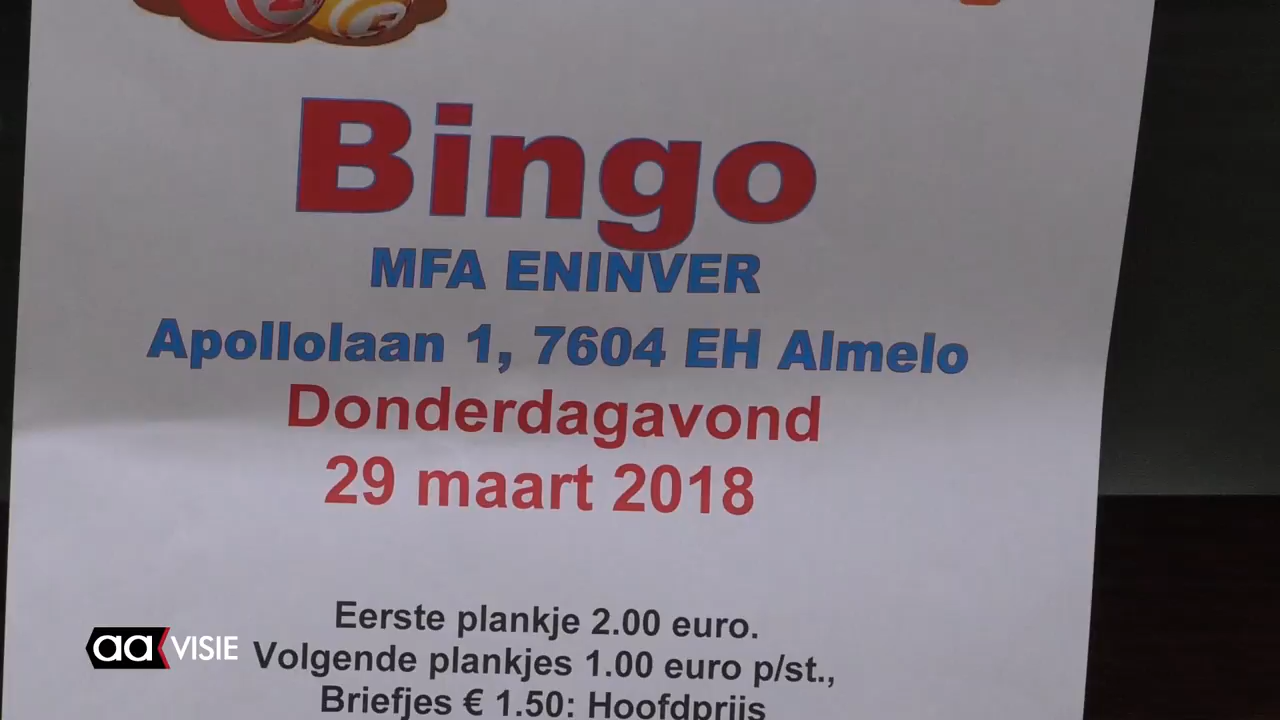 Bingo
MFA ENINVER
Apollolaan 1, 7604 EH Almelo
Donderdagavond
29 maart 2018
Eerste plankje 2.00 euro.
Volgende plankjes 1.00 euro p/st.,
Briefjes € 1.50: Hoofdprijs
aa VISIE